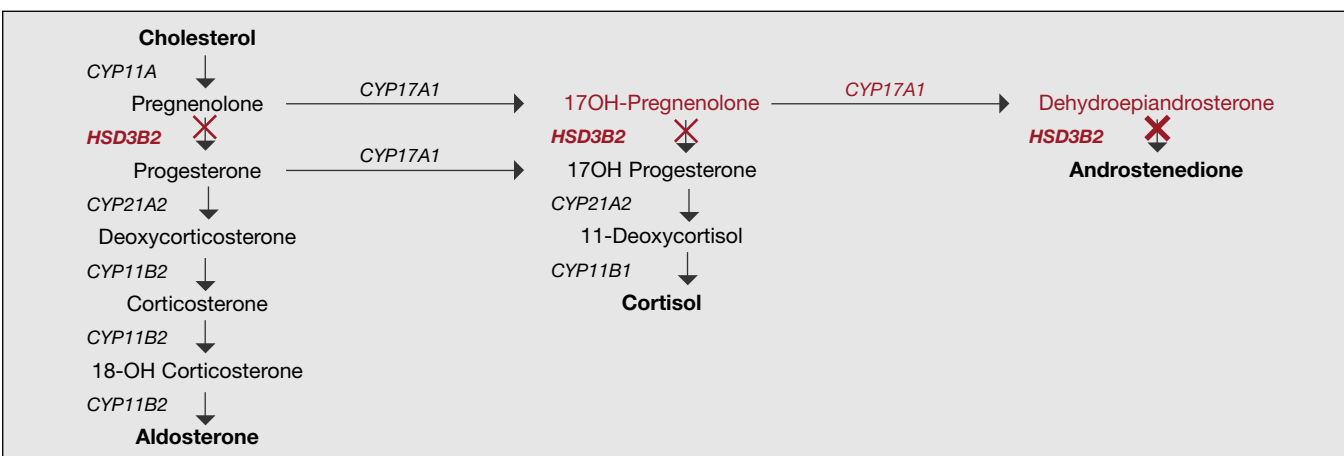 Cholesterol
CYP11A
Pregnenolone CYP17A1 17OH-Pregnenolone CYP17A1 Dehydroepiandrosterone
HSD3B2 HSD3B2 HSD3B2
Progesterone CYP17A1 17OH Progesterone Androstenedione
CYP21A2 CYP21A2
Deoxycorticosterone 11-Deoxycortisol
CYP11B2 CYP11B1
Corticosterone Cortisol
CYP11B2
18-OH Corticosterone
CYP11B2
Aldosterone